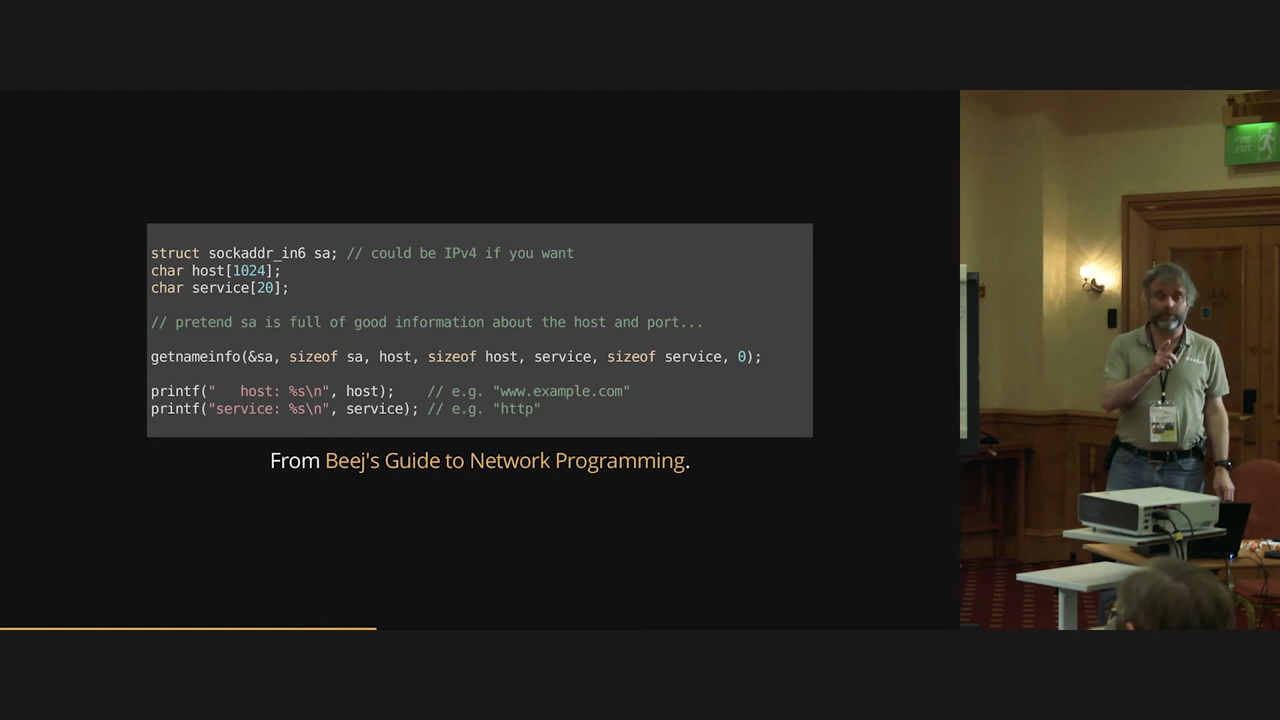 struct sockaddr_in6 sa; // could be IPv4 if you want
char host[1024];
char service[20];
// pretend sa is full of good information about the host and port...
getnameinfo(&sa, sizeof sa, host, sizeof host, service, sizeof service, 0);
printf("   host: %s\n", host);    // e.g. "www.example.com"
printf("service: %s\n", service); // e.g. "http"
From Beej's Guide to Network Programming.
FIRE
EXIT